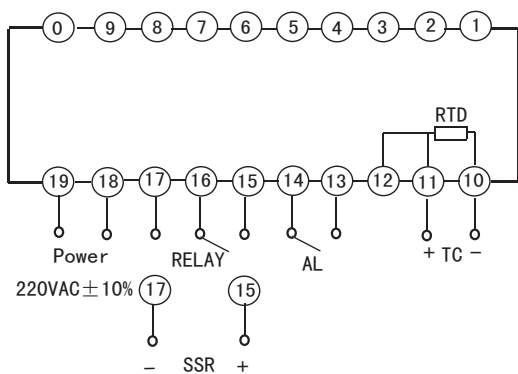 0 9 8 7 6 5 4 3 2 1
RTD
19 18 17 16 15 14 13 12 11 10
Power RELAY AL + TC -
220VAC±10% 17 15
- SSR +